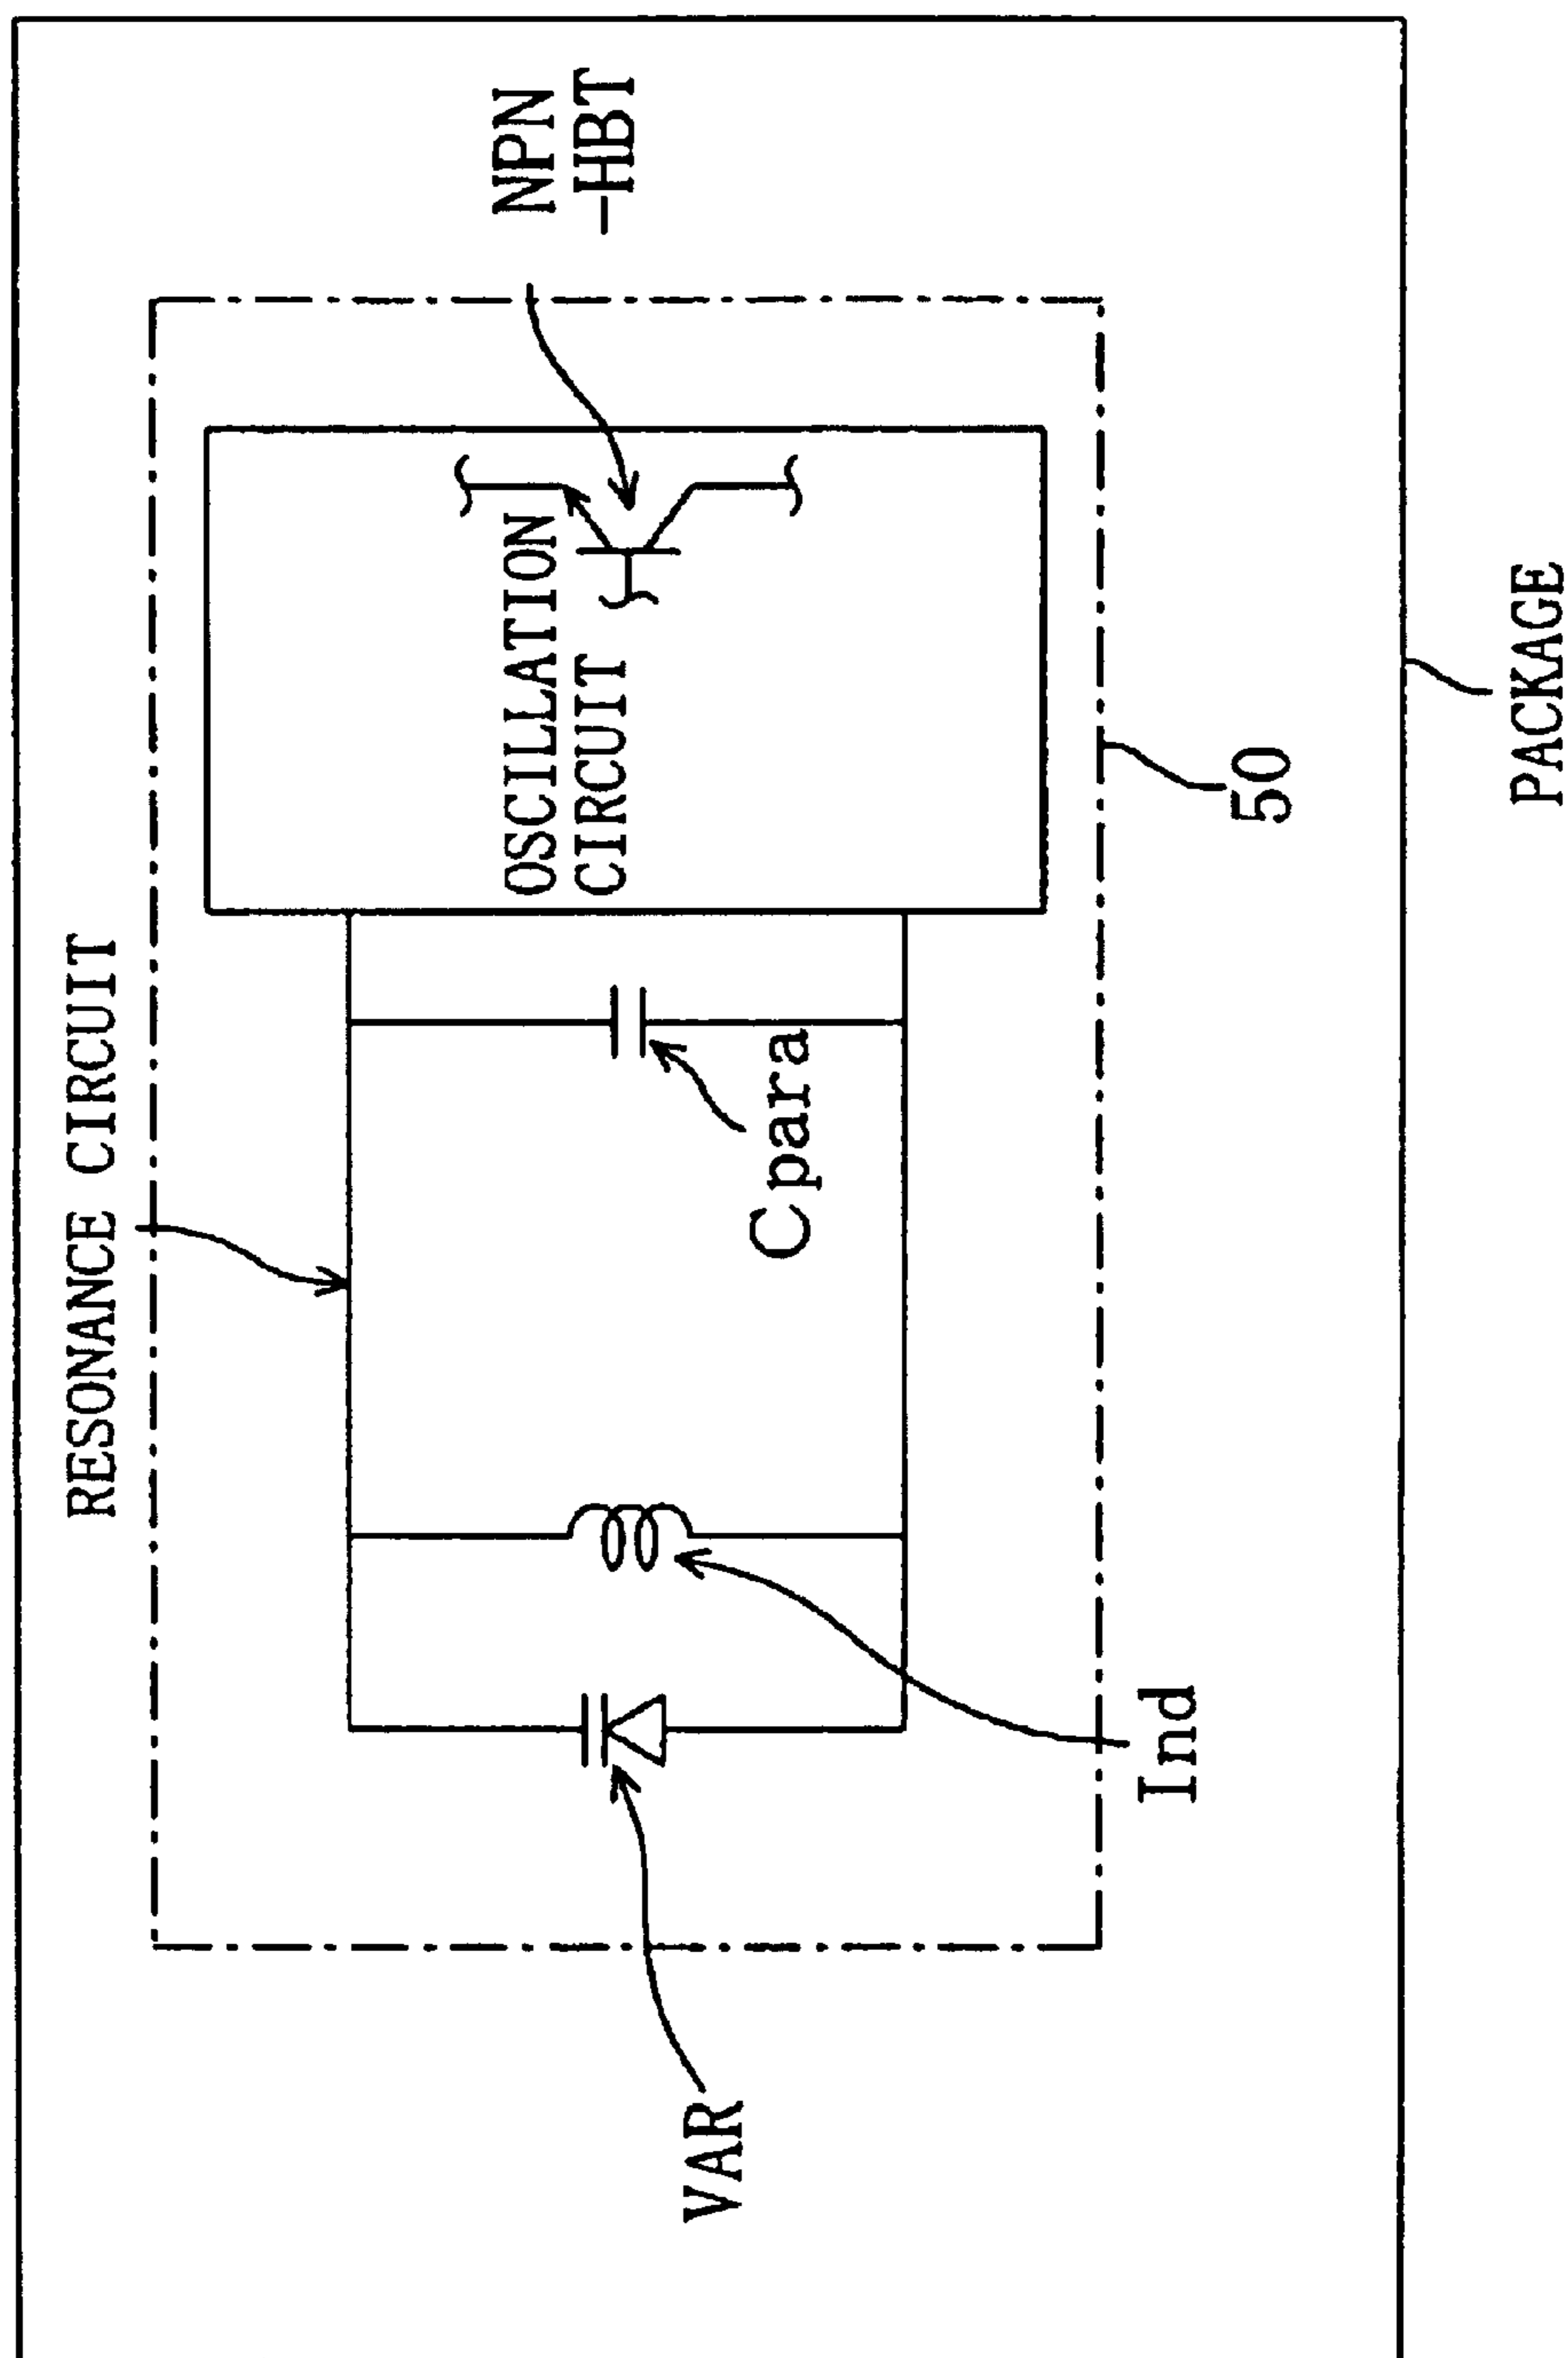 RESONANCE CIRCUIT
NPN
-HBT
OSCILLATION
CIRCUIT
VAR
Cpara
Ind
50
PACKAGE